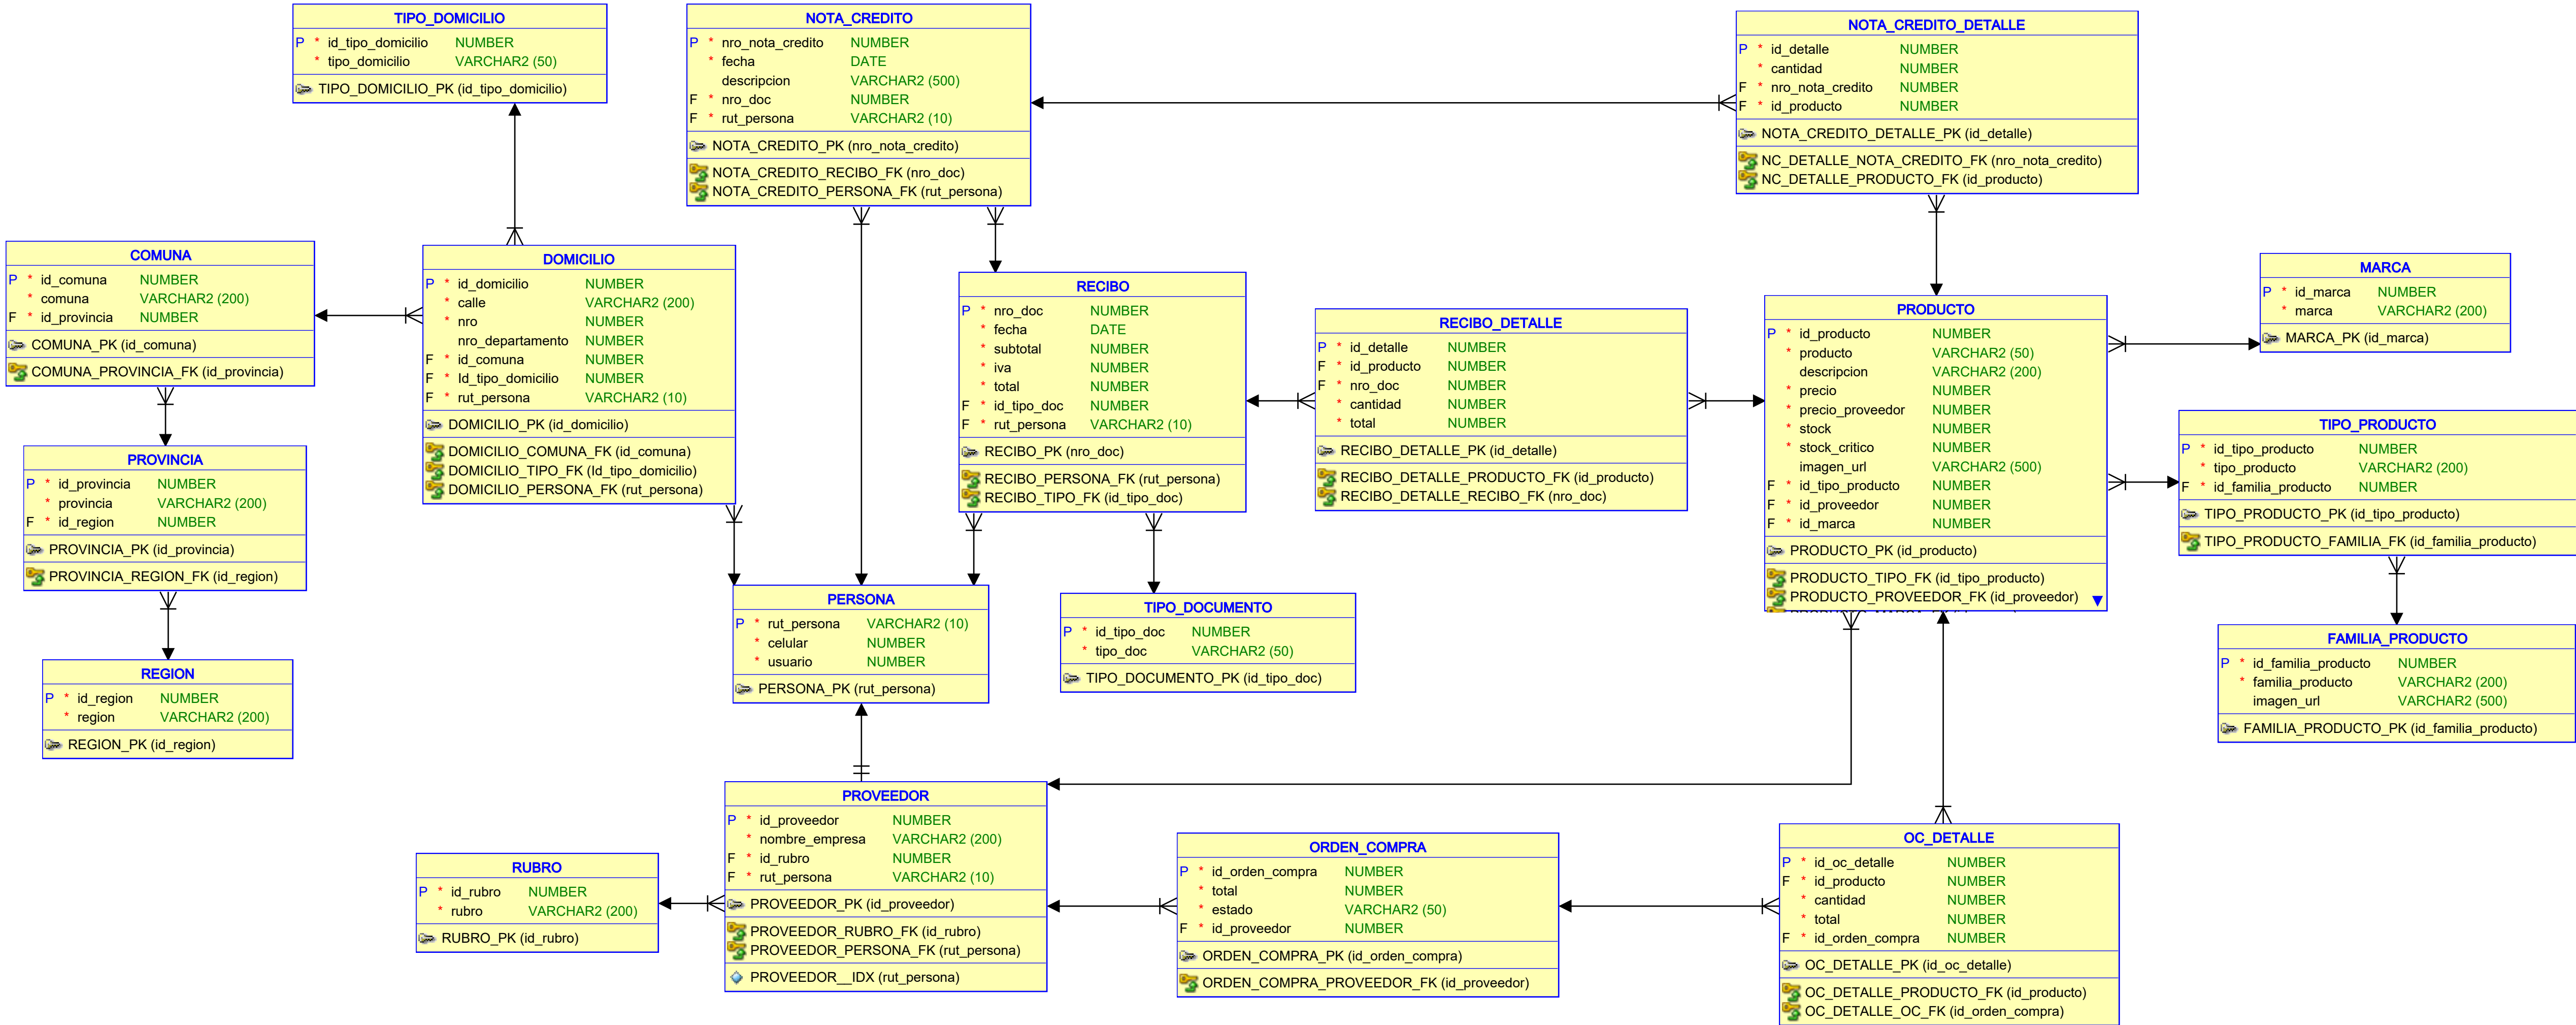 TIPO_DOMICILIO
P * id_tipo_domicilio NUMBER
* tipo_domicilio VARCHAR2 (50)
TIPO_DOMICILIO_PK (id_tipo_domicilio)
NOTA_CREDITO
P * nro_nota_credito NUMBER
* fecha DATE
descripcion VARCHAR2 (500)
F * nro_doc NUMBER
F * rut_persona VARCHAR2 (10)
NOTA_CREDITO_PK (nro_nota_credito)
NOTA_CREDITO_RECIBO_FK (nro_doc)
NOTA_CREDITO_PERSONA_FK (rut_persona)
NOTA_CREDITO_DETALLE
P * id_detalle NUMBER
* cantidad NUMBER
F * nro_nota_credito NUMBER
F * id_producto NUMBER
NOTA_CREDITO_DETALLE_PK (id_detalle)
NC_DETALLE_NOTA_CREDITO_FK (nro_nota_credito)
NC_DETALLE_PRODUCTO_FK (id_producto)
COMUNA
P * id_comuna NUMBER
* comuna VARCHAR2 (200)
F * id_provincia NUMBER
COMUNA_PK (id_comuna)
COMUNA_PROVINCIA_FK (id_provincia)
DOMICILIO
P * id_domicilio NUMBER
* calle VARCHAR2 (200)
* nro NUMBER
nro_departamento NUMBER
F * id_comuna NUMBER
F * Id_tipo_domicilio NUMBER
F * rut_persona VARCHAR2 (10)
DOMICILIO_PK (id_domicilio)
DOMICILIO_COMUNA_FK (id_comuna)
DOMICILIO_TIPO_FK (Id_tipo_domicilio)
DOMICILIO_PERSONA_FK (rut_persona)
RECIBO
P * nro_doc NUMBER
* fecha DATE
* subtotal NUMBER
* iva NUMBER
* total NUMBER
F * id_tipo_doc NUMBER
F * rut_persona VARCHAR2 (10)
RECIBO_PK (nro_doc)
RECIBO_PERSONA_FK (rut_persona)
RECIBO_TIPO_FK (id_tipo_doc)
RECIBO_DETALLE
P * id_detalle NUMBER
F * id_producto NUMBER
F * nro_doc NUMBER
* cantidad NUMBER
* total NUMBER
RECIBO_DETALLE_PK (id_detalle)
RECIBO_DETALLE_PRODUCTO_FK (id_producto)
RECIBO_DETALLE_RECIBO_FK (nro_doc)
PRODUCTO
P * id_producto NUMBER
* producto VARCHAR2 (50)
descripcion VARCHAR2 (200)
* precio NUMBER
* precio_proveedor NUMBER
* stock NUMBER
* stock_critico NUMBER
imagen_url VARCHAR2 (500)
F * id_tipo_producto NUMBER
F * id_proveedor NUMBER
F * id_marca NUMBER
PRODUCTO_PK (id_producto)
PRODUCTO_TIPO_FK (id_tipo_producto)
PRODUCTO_PROVEEDOR_FK (id_proveedor)
MARCA
P * id_marca NUMBER
* marca VARCHAR2 (200)
MARCA_PK (id_marca)
TIPO_PRODUCTO
P * id_tipo_producto NUMBER
* tipo_producto VARCHAR2 (200)
F * id_familia_producto NUMBER
TIPO_PRODUCTO_PK (id_tipo_producto)
TIPO_PRODUCTO_FAMILIA_FK (id_familia_producto)
PROVINCIA
P * id_provincia NUMBER
provincia VARCHAR2 (200)
F * id_region NUMBER
PROVINCIA_PK (id_provincia)
PROVINCIA_REGION_FK (id_region)
PERSONA
P * rut_persona VARCHAR2 (10)
* celular NUMBER
* usuario NUMBER
PERSONA_PK (rut_persona)
TIPO_DOCUMENTO
P * id_tipo_doc NUMBER
* tipo_doc VARCHAR2 (50)
TIPO_DOCUMENTO_PK (id_tipo_doc)
FAMILIA_PRODUCTO
P * id_familia_producto NUMBER
* familia_producto VARCHAR2 (200)
imagen_url VARCHAR2 (500)
FAMILIA_PRODUCTO_PK (id_familia_producto)
REGION
P * id_region NUMBER
* region VARCHAR2 (200)
REGION_PK (id_region)
PROVEEDOR
P * id_proveedor NUMBER
* nombre_empresa VARCHAR2 (200)
F * id_rubro NUMBER
F * rut_persona VARCHAR2 (10)
PROVEEDOR_PK (id_proveedor)
PROVEEDOR_RUBRO_FK (id_rubro)
PROVEEDOR_PERSONA_FK (rut_persona)
PROVEEDOR__IDX (rut_persona)
RUBRO
P * id_rubro NUMBER
* rubro VARCHAR2 (200)
RUBRO_PK (id_rubro)
ORDEN_COMPRA
P * id_orden_compra NUMBER
* total NUMBER
* estado VARCHAR2 (50)
F * id_proveedor NUMBER
ORDEN_COMPRA_PK (id_orden_compra)
ORDEN_COMPRA_PROVEEDOR_FK (id_proveedor)
OC_DETALLE
P * id_oc_detalle NUMBER
F * id_producto NUMBER
* cantidad NUMBER
* total NUMBER
F * id_orden_compra NUMBER
OC_DETALLE_PK (id_oc_detalle)
OC_DETALLE_PRODUCTO_FK (id_producto)
OC_DETALLE_OC_FK (id_orden_compra)